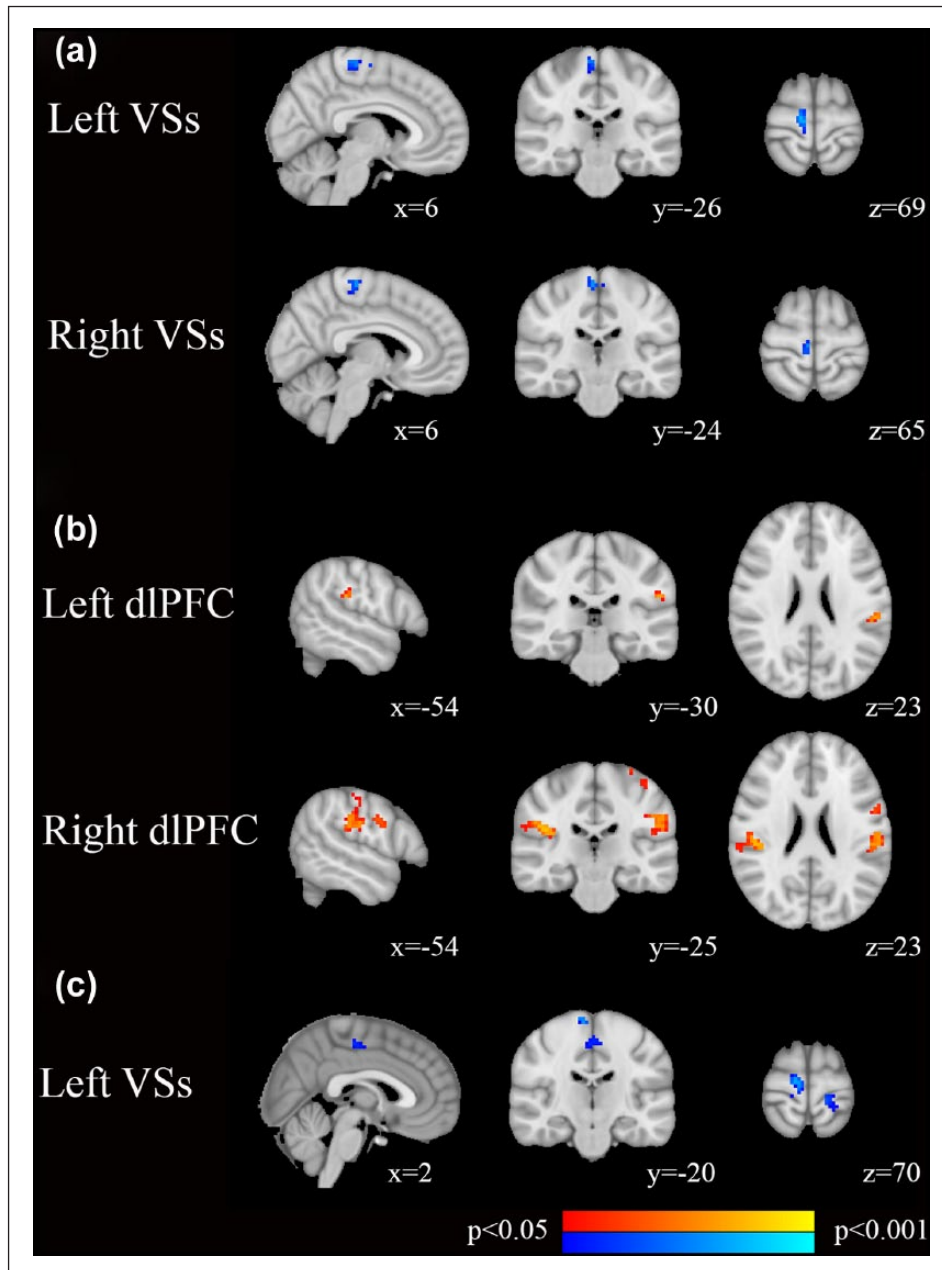 (a)
Left VSs
x=6 y=-26 z=69
Right VSs
x=6 y=-24 z=65
(b)
Left dlPFC
x=-54 y=-30 z=23
Right dlPFC
x=-54 y=-25 z=23
(c)
Left VSs
x=2 y=-20 z=70
p<0.05 p<0.001